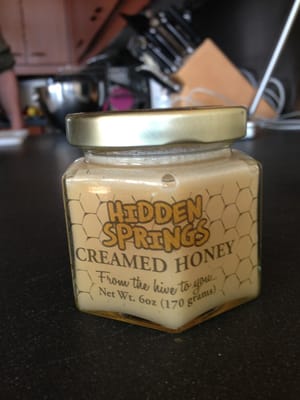 HIDDEN
SPRINGS
CREAMED HONEY
From the hive to you...
Net Wt. 6oz (170 grams)